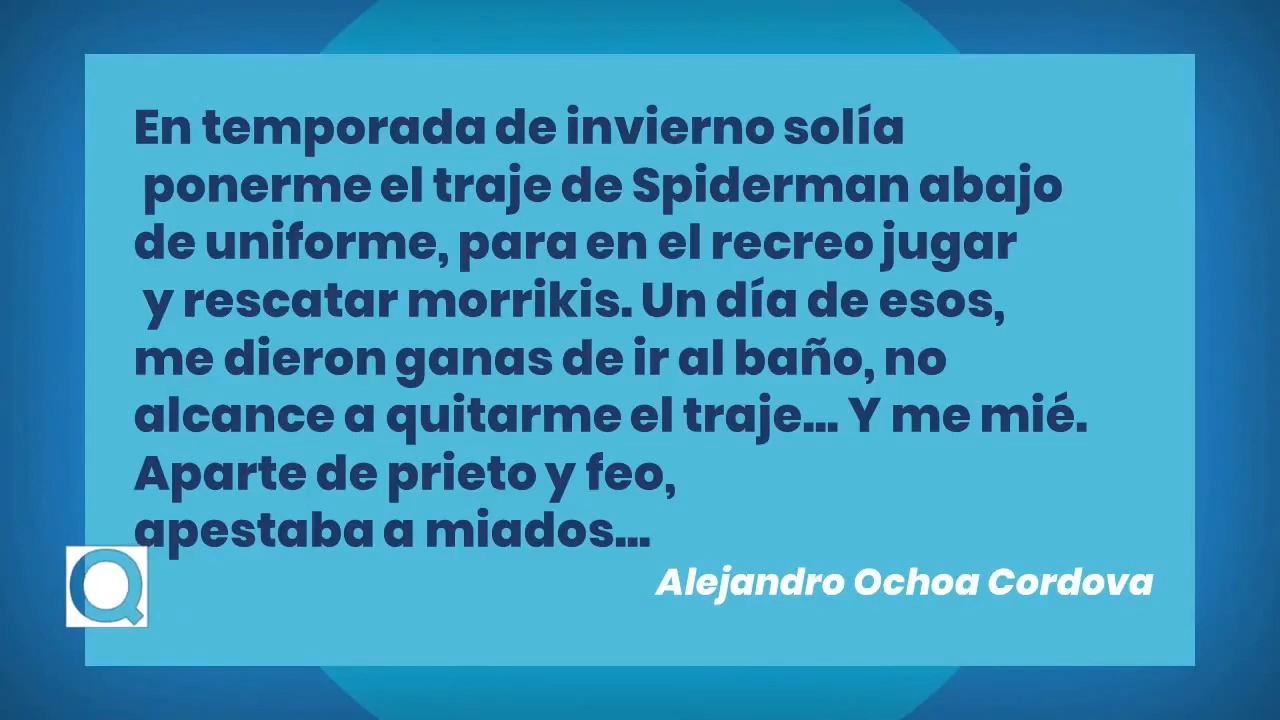 En temporada de invierno solía
ponerme el traje de Spiderman abajo
de uniforme, para en el recreo jugar
y rescatar morrikis. Un día de esos,
me dieron ganas de ir al baño, no
alcance a quitarme el traje... Y me mié.
Aparte de prieto y feo,
apestaba a miados...
Alejandro Ochoa Cordova
Q